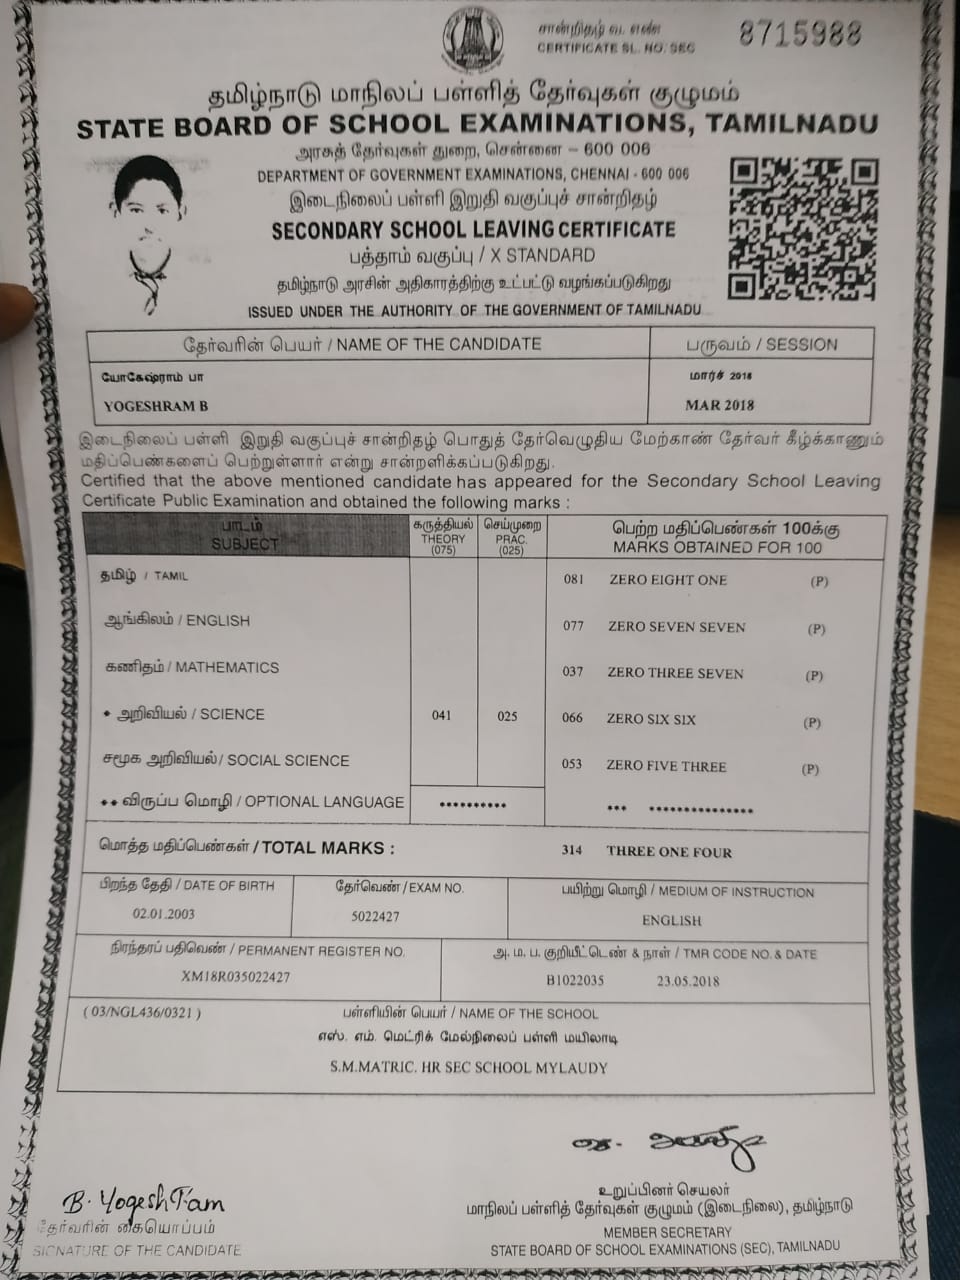 சான்றிதழ் வ. எண்
CERTIFICATE SL. NO. SEC 8715988
தமிழ்நாடு மாநிலப் பள்ளித் தேர்வுகள் குழுமம்
STATE BOARD OF SCHOOL EXAMINATIONS, TAMILNADU
அரசுத் தேர்வுகள் துறை, சென்னை – 600 006
DEPARTMENT OF GOVERNMENT EXAMINATIONS, CHENNAI - 600 006
இடைநிலைப் பள்ளி இறுதி வகுப்புச் சான்றிதழ்
SECONDARY SCHOOL LEAVING CERTIFICATE
பத்தாம் வகுப்பு / X STANDARD
தமிழ்நாடு அரசின் அதிகாரத்திற்கு உட்பட்டு வழங்கப்படுகிறது
ISSUED UNDER THE AUTHORITY OF THE GOVERNMENT OF TAMILNADU
தேர்வரின் பெயர் / NAME OF THE CANDIDATE பருவம் / SESSION
யோகேஷ்ராம் பா மார்ச் 2018
YOGESHRAM B MAR 2018
இடைநிலைப் பள்ளி இறுதி வகுப்புச் சான்றிதழ் பொதுத் தேர்வெழுதிய மேற்காண் தேர்வர் கீழ்க்காணும்
மதிப்பெண்களைப் பெற்றுள்ளார் என்று சான்றளிக்கப்படுகிறது.
Certified that the above mentioned candidate has appeared for the Secondary School Leaving
Certificate Public Examination and obtained the following marks :
பாடம் கருத்தியல் செய்முறை பெற்ற மதிப்பெண்கள் 100க்கு
SUBJECT THEORY (075) PRAC. (025) MARKS OBTAINED FOR 100
தமிழ் / TAMIL 081 ZERO EIGHT ONE (P)
ஆங்கிலம் / ENGLISH 077 ZERO SEVEN SEVEN (P)
கணிதம் / MATHEMATICS 037 ZERO THREE SEVEN (P)
* அறிவியல் / SCIENCE 041 025 066 ZERO SIX SIX (P)
சமூக அறிவியல் / SOCIAL SCIENCE 053 ZERO FIVE THREE (P)
** விருப்ப மொழி / OPTIONAL LANGUAGE ********** *** **************
மொத்த மதிப்பெண்கள் / TOTAL MARKS : 314 THREE ONE FOUR
பிறந்த தேதி / DATE OF BIRTH தேர்வெண் / EXAM NO. பயிற்று மொழி / MEDIUM OF INSTRUCTION
02.01.2003 5022427 ENGLISH
நிரந்தரப் பதிவெண் / PERMANENT REGISTER NO. அ. ம. ப. குறியீட்டெண் & நாள் / TMR CODE NO. & DATE
XM18R035022427 B1022035 23.05.2018
( 03/NGL436/0321 ) பள்ளியின் பெயர் / NAME OF THE SCHOOL
எஸ். எம். மெட்ரிக் மேல்நிலைப் பள்ளி மயிலாடி
S.M.MATRIC. HR SEC SCHOOL MYLAUDY
B. YogeshRam
தேர்வரின் கையொப்பம்
SIGNATURE OF THE CANDIDATE
உறுப்பினர் செயலர்
மாநிலப் பள்ளித் தேர்வுகள் குழுமம் (இடைநிலை), தமிழ்நாடு
MEMBER SECRETARY
STATE BOARD OF SCHOOL EXAMINATIONS (SEC), TAMILNADU